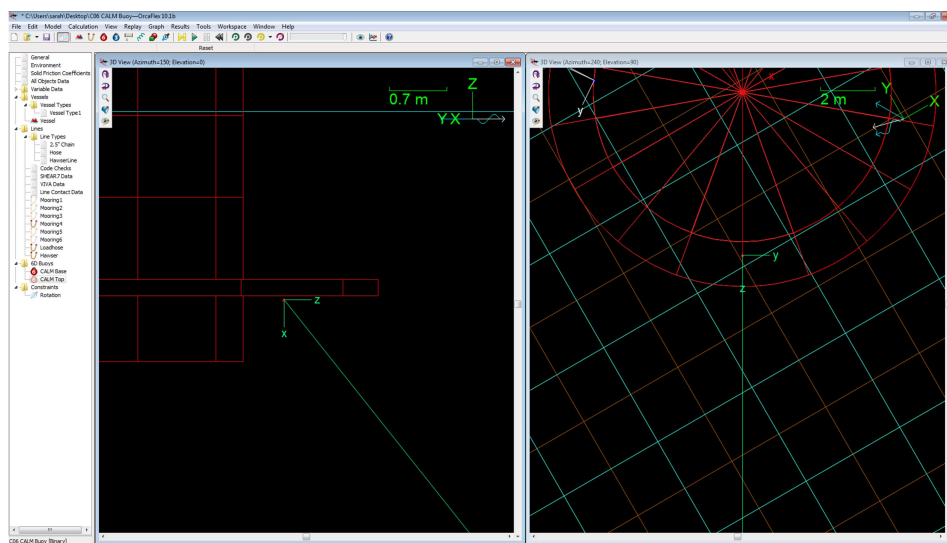 * C:\Users\sarah\Desktop\C06 CALM Buoy—OrcaFlex 10.1b
File Edit Model Calculation View Replay Graph Results Tools Workspace Window Help
Reset
General
Environment
Solid Friction Coefficients
All Objects Data
Variable Data
Vessels
Vessel Types
Vessel Type1
Vessel
Lines
Line Types
2.5" Chain
Hose
HawserLine
Code Checks
SHEAR7 Data
VIVA Data
Line Contact Data
Mooring1
Mooring2
Mooring3
Mooring4
Mooring5
Mooring6
Loadhose
Hawser
6D Buoys
CALM Base
CALM Top
Constraints
Rotation
C06 CALM Buoy [Binary]
3D View (Azimuth=150; Elevation=0)
0.7 m
Z
Y X
z
x
3D View (Azimuth=240; Elevation=90)
x
y
2 m
Y
X
y
z